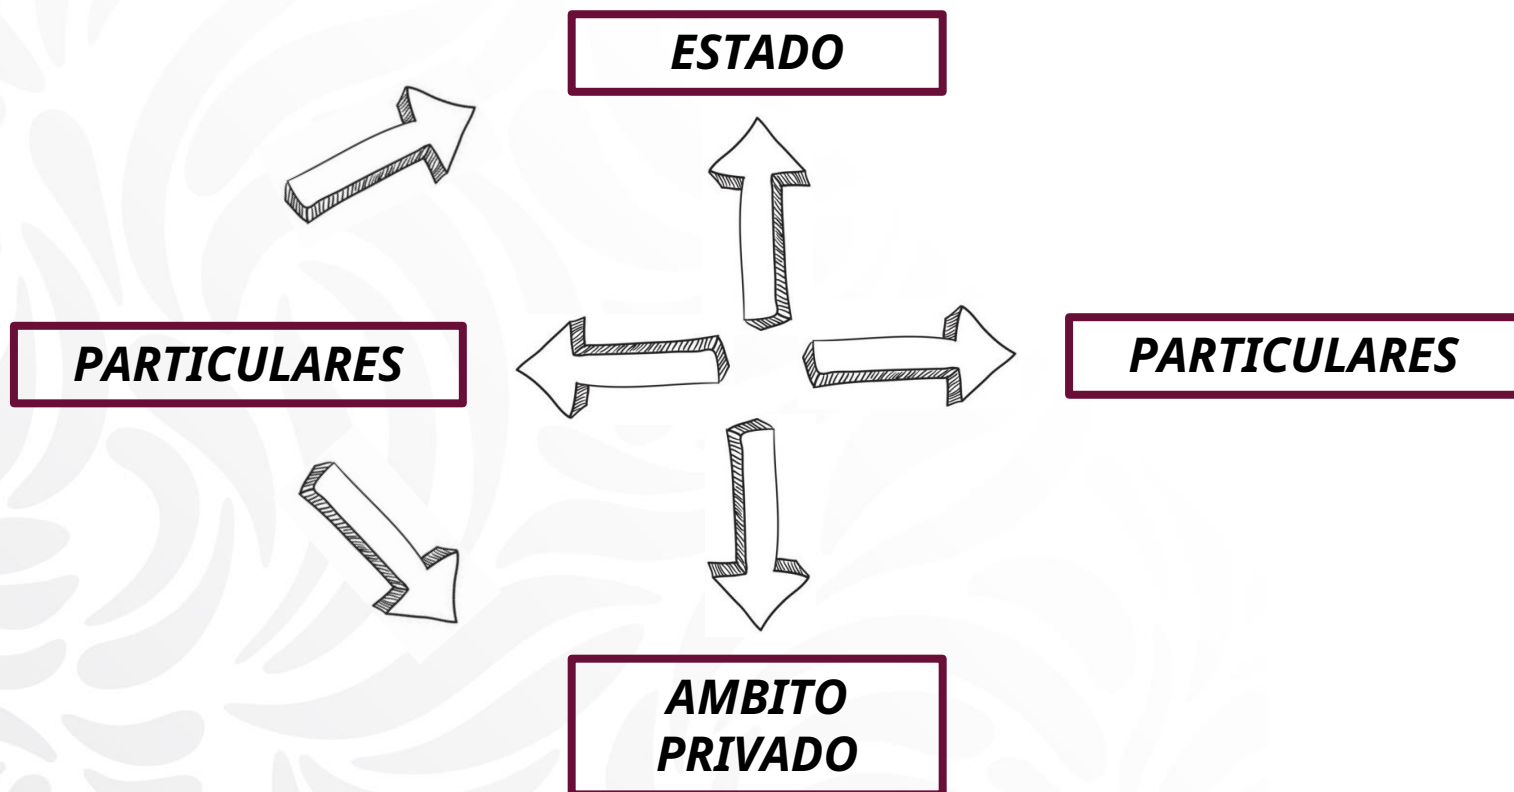 ESTADO
PARTICULARES
PARTICULARES
AMBITO
PRIVADO